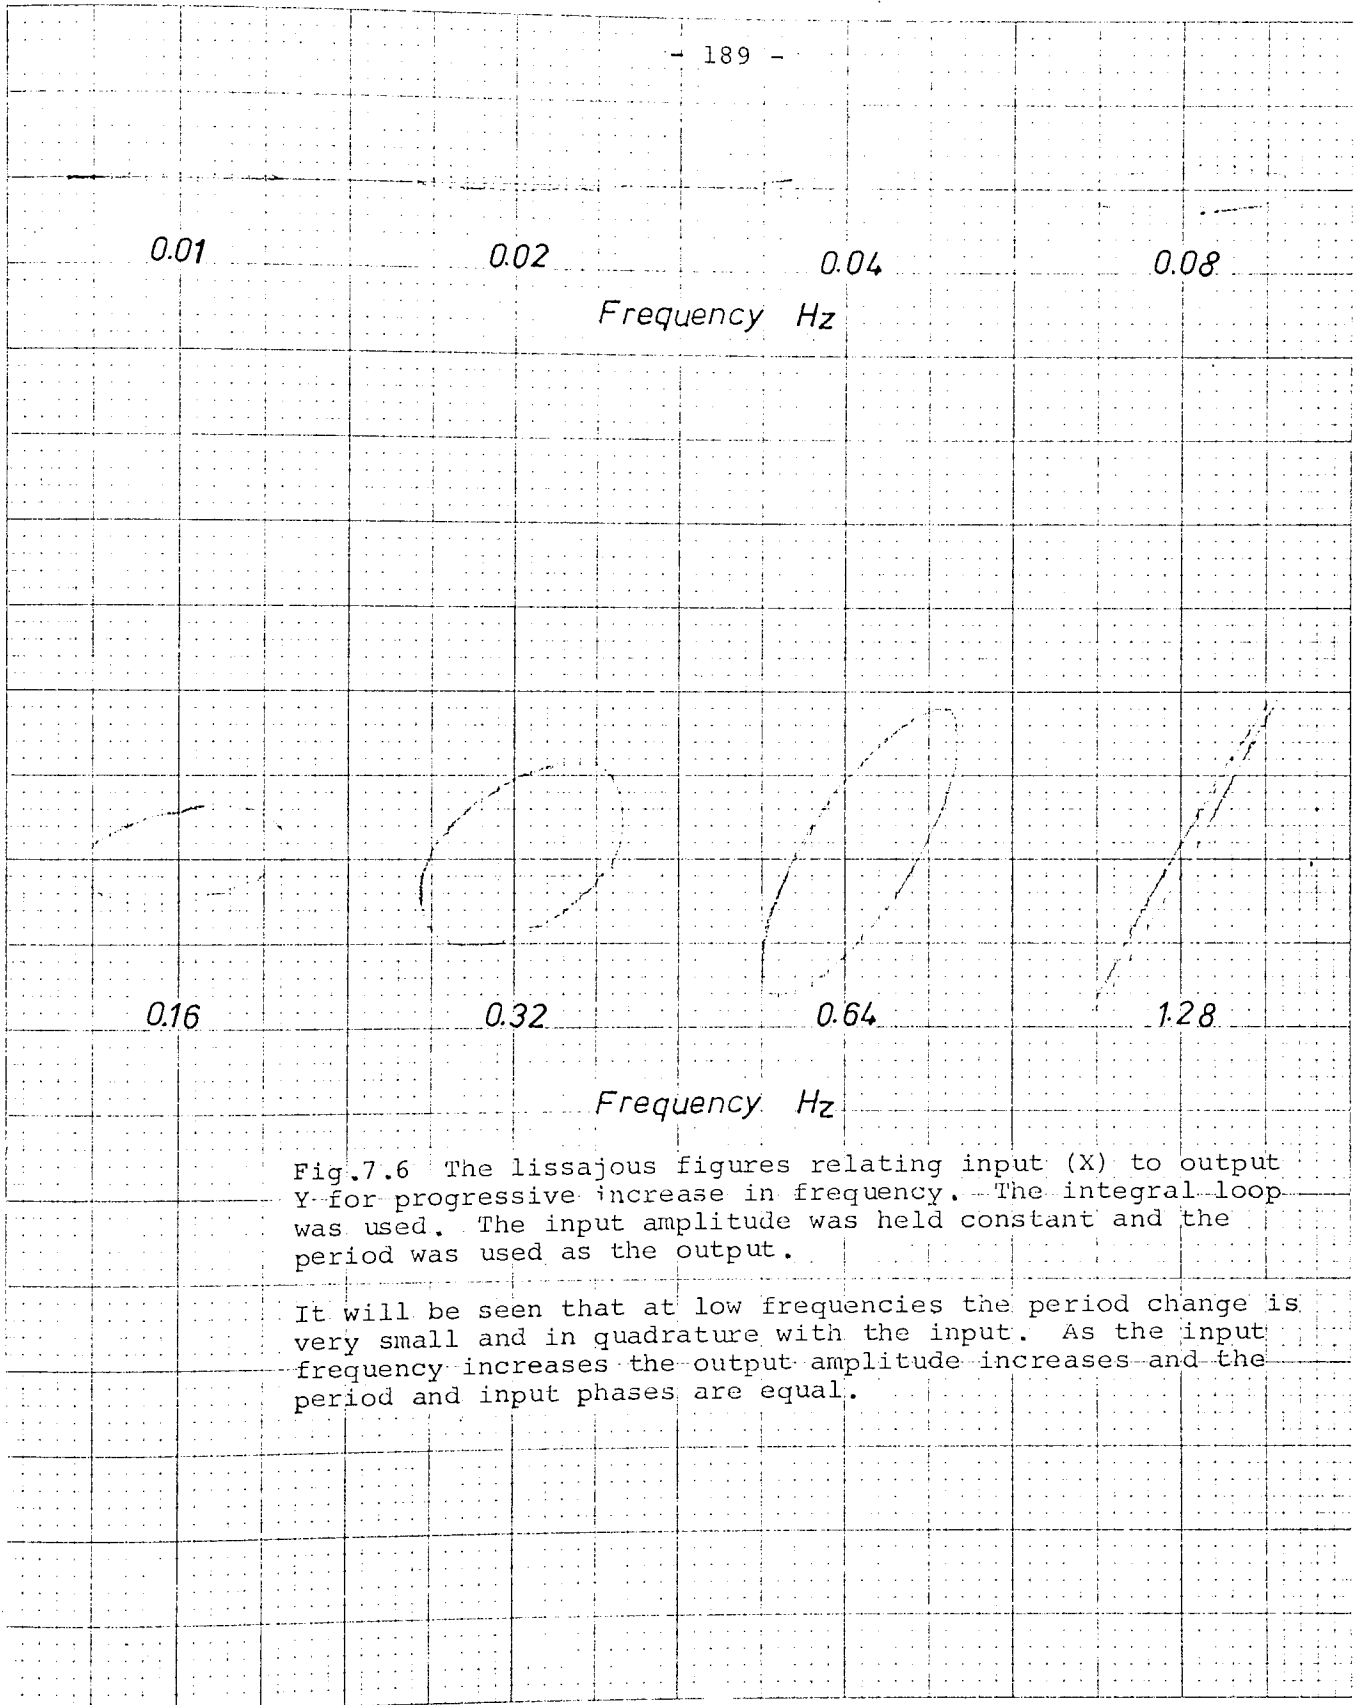 - 189 -
0.01 0.02 0.04 0.08
Frequency Hz
0.16 0.32 0.64 1.28
Frequency Hz
Fig.7.6 The lissajous figures relating input (X) to output
Y for progressive increase in frequency. The integral loop
was used. The input amplitude was held constant and the
period was used as the output.
It will be seen that at low frequencies the period change is
very small and in quadrature with the input. As the input
frequency increases the output amplitude increases and the
period and input phases are equal.